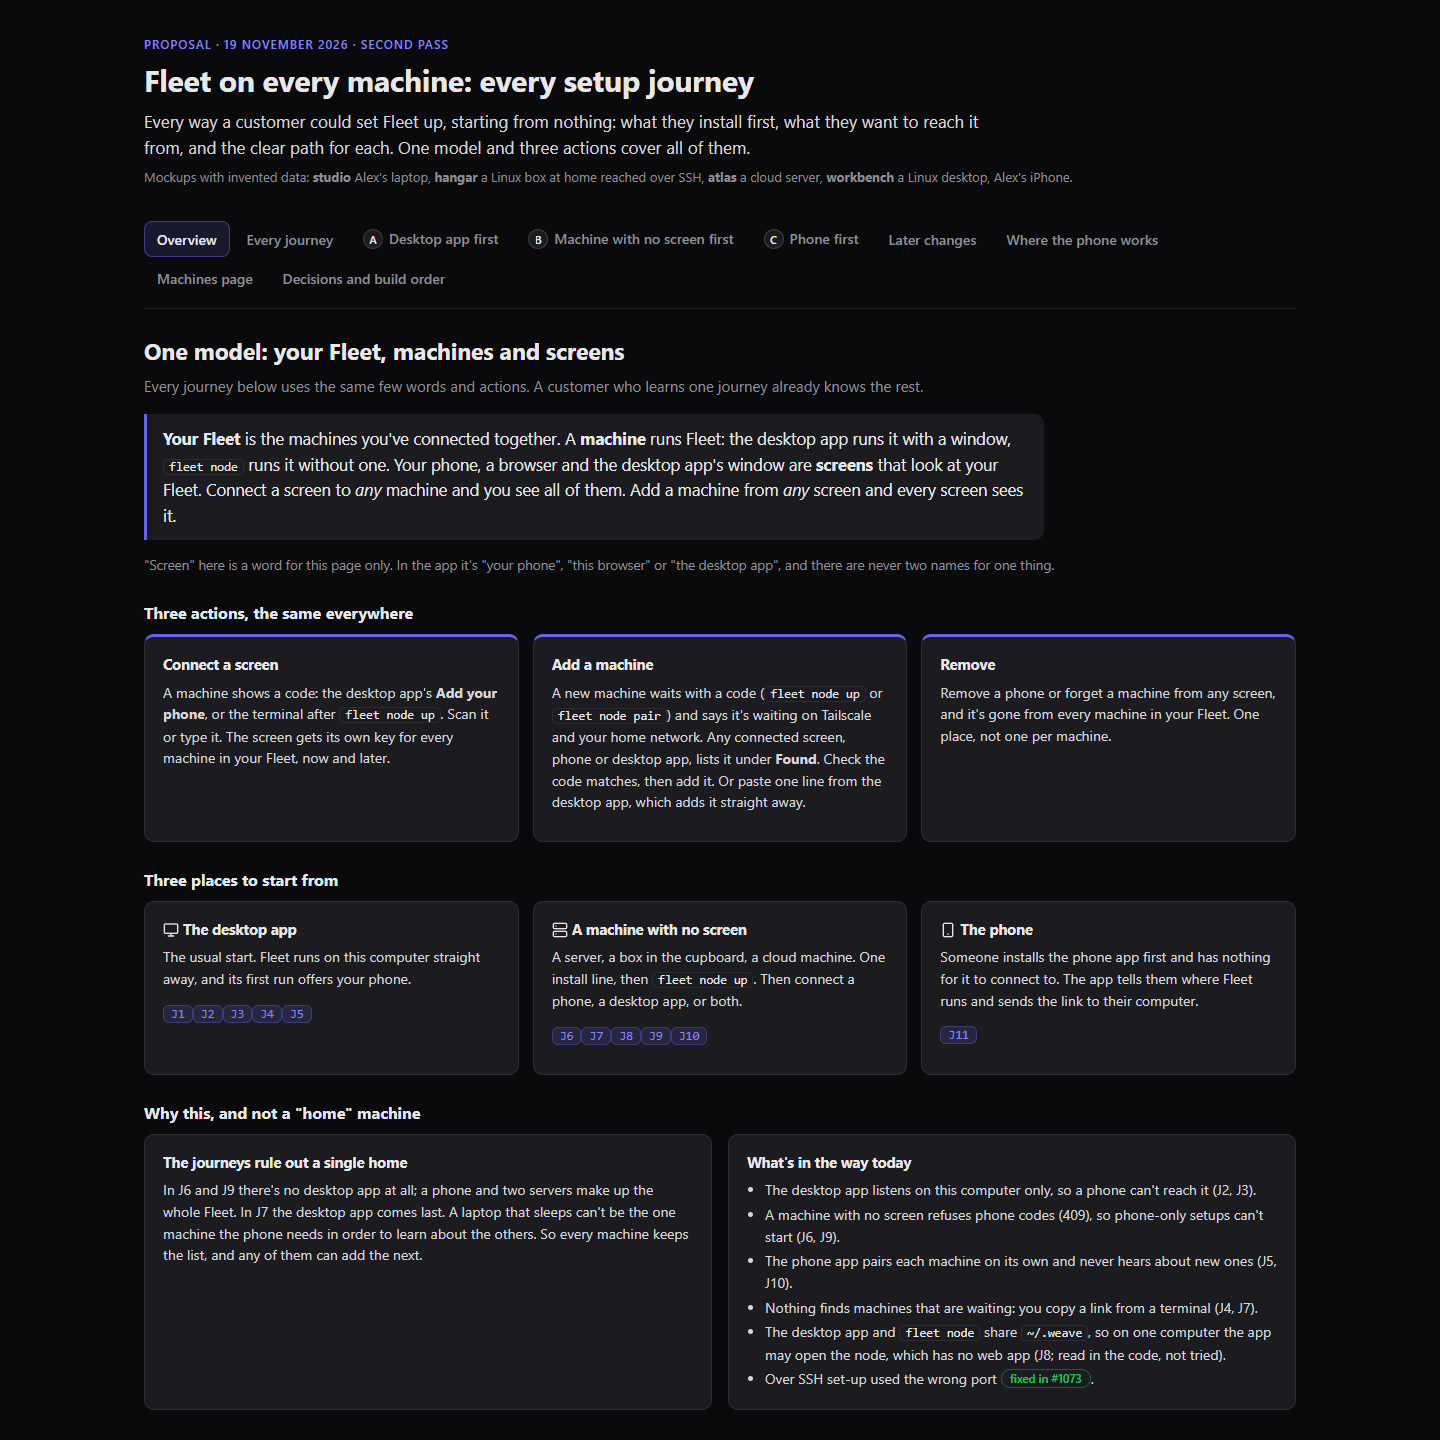 PROPOSAL · 19 NOVEMBER 2026 · SECOND PASS
Fleet on every machine: every setup journey
Every way a customer could set Fleet up, starting from nothing: what they install first, what they want to reach it
from, and the clear path for each. One model and three actions cover all of them.
Mockups with invented data: studio Alex's laptop, hangar a Linux box at home reached over SSH, atlas a cloud server, workbench a Linux desktop, Alex's iPhone.
Overview Every journey A Desktop app first B Machine with no screen first C Phone first Later changes Where the phone works
Machines page Decisions and build order
One model: your Fleet, machines and screens
Every journey below uses the same few words and actions. A customer who learns one journey already knows the rest.
Your Fleet is the machines you've connected together. A machine runs Fleet: the desktop app runs it with a window,
fleet node runs it without one. Your phone, a browser and the desktop app's window are screens that look at your
Fleet. Connect a screen to any machine and you see all of them. Add a machine from any screen and every screen sees
it.
"Screen" here is a word for this page only. In the app it's "your phone", "this browser" or "the desktop app", and there are never two names for one thing.
Three actions, the same everywhere
Connect a screen
A machine shows a code: the desktop app's Add your
phone, or the terminal after fleet node up. Scan it
or type it. The screen gets its own key for every
machine in your Fleet, now and later.
Add a machine
A new machine waits with a code ( fleet node up or
fleet node pair ) and says it's waiting on Tailscale
and your home network. Any connected screen,
phone or desktop app, lists it under Found. Check the
code matches, then add it. Or paste one line from the
desktop app, which adds it straight away.
Remove
Remove a phone or forget a machine from any screen,
and it's gone from every machine in your Fleet. One
place, not one per machine.
Three places to start from
The desktop app
The usual start. Fleet runs on this computer straight
away, and its first run offers your phone.
J1 J2 J3 J4 J5
A machine with no screen
A server, a box in the cupboard, a cloud machine. One
install line, then fleet node up. Then connect a
phone, a desktop app, or both.
J6 J7 J8 J9 J10
The phone
Someone installs the phone app first and has nothing
for it to connect to. The app tells them where Fleet
runs and sends the link to their computer.
J11
Why this, and not a "home" machine
The journeys rule out a single home
In J6 and J9 there's no desktop app at all; a phone and two servers make up the
whole Fleet. In J7 the desktop app comes last. A laptop that sleeps can't be the one
machine the phone needs in order to learn about the others. So every machine keeps
the list, and any of them can add the next.
What's in the way today
• The desktop app listens on this computer only, so a phone can't reach it (J2, J3).
• A machine with no screen refuses phone codes (409), so phone-only setups can't
start (J6, J9).
• The phone app pairs each machine on its own and never hears about new ones (J5,
J10).
• Nothing finds machines that are waiting: you copy a link from a terminal (J4, J7).
• The desktop app and fleet node share ~/.weave, so on one computer the app
may open the node, which has no web app (J8; read in the code, not tried).
• Over SSH set-up used the wrong port fixed in #1073.